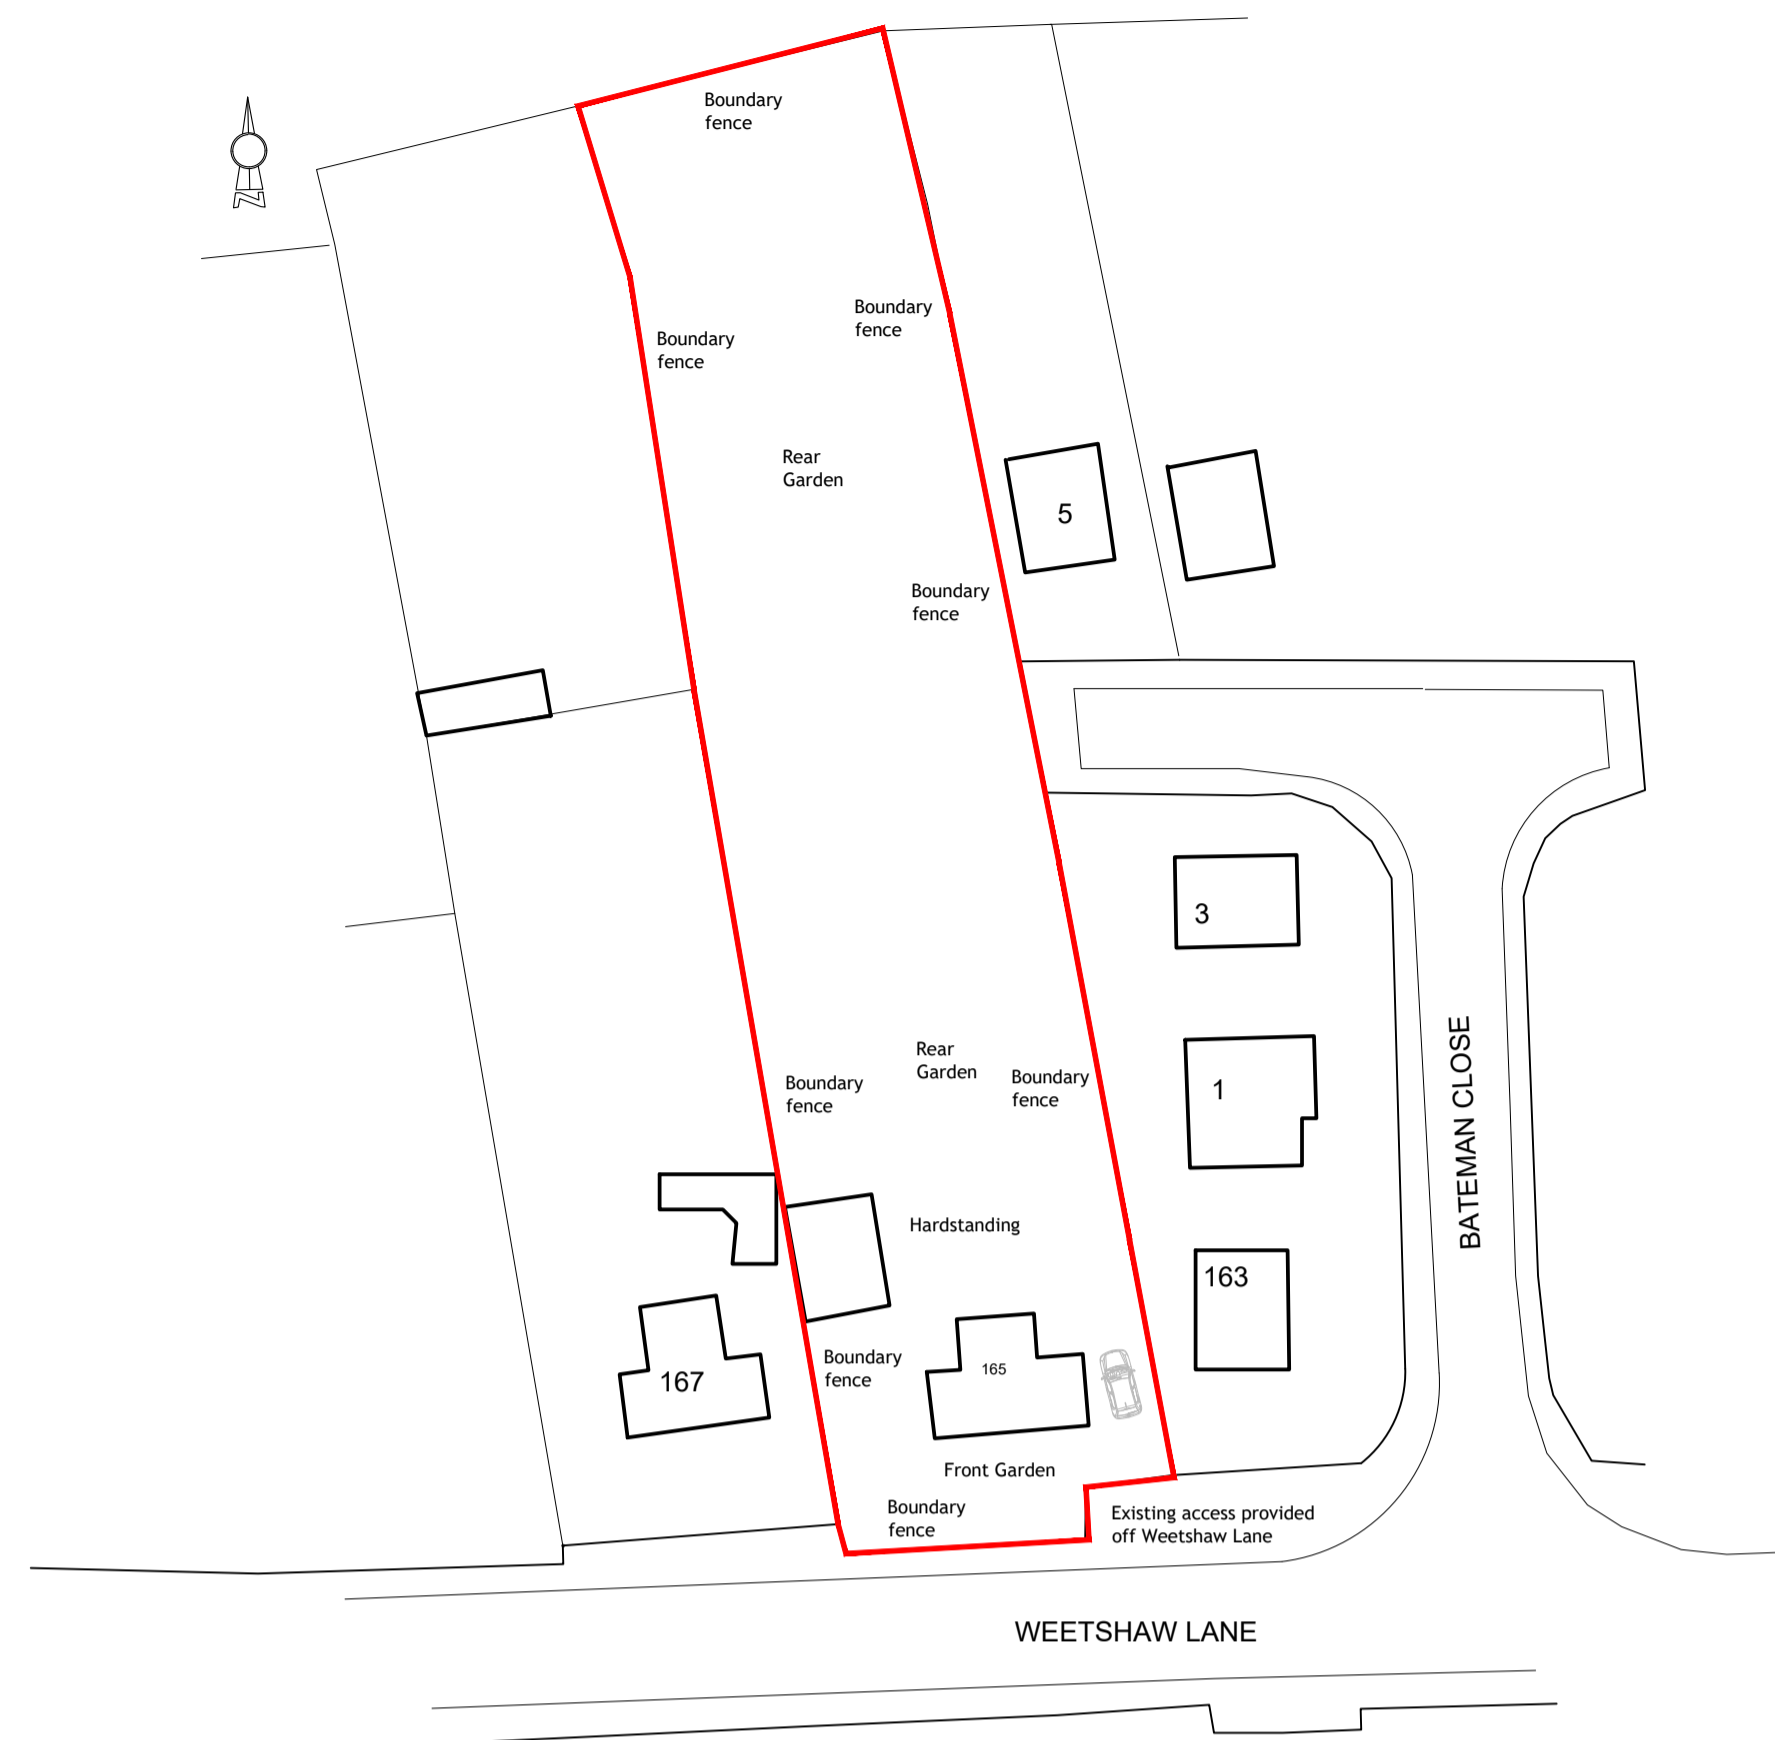 Boundary
fence
N
Boundary
fence
Boundary
fence
Rear
Garden
5
Boundary
fence
3
Rear
Garden
Boundary
fence
Boundary
fence
1
BATEMAN CLOSE
Hardstanding
163
Boundary
fence
165
167
Front Garden
Boundary
fence
Existing access provided
off Weetshaw Lane
WEETSHAW LANE